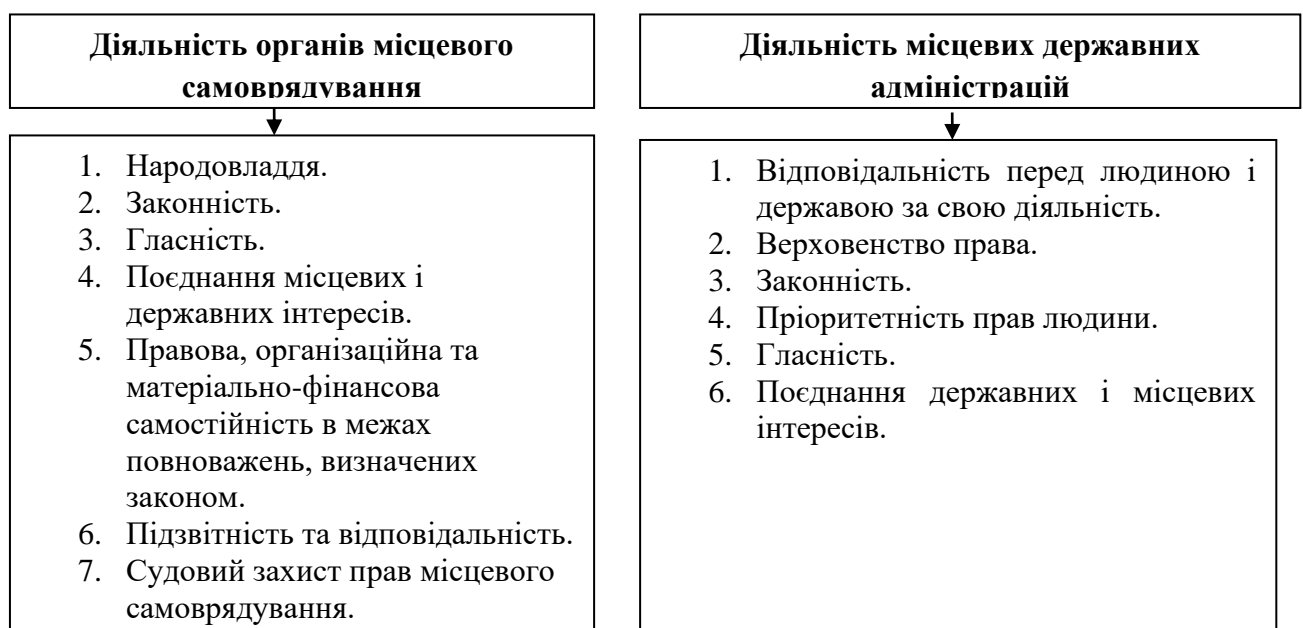 Діяльність органів місцевого
самоврядування
1. Народовладдя.
2. Законність.
3. Гласність.
4. Поєднання місцевих і
державних інтересів.
5. Правова, організаційна та
матеріально-фінансова
самостійність в межах
повноважень, визначених
законом.
6. Підзвітність та відповідальність.
7. Судовий захист прав місцевого
самоврядування.
Діяльність місцевих державних
адміністрацій
1. Відповідальність перед людиною і
державою за свою діяльність.
2. Верховенство права.
3. Законність.
4. Пріоритетність прав людини.
5. Гласність.
6. Поєднання державних і місцевих
інтересів.